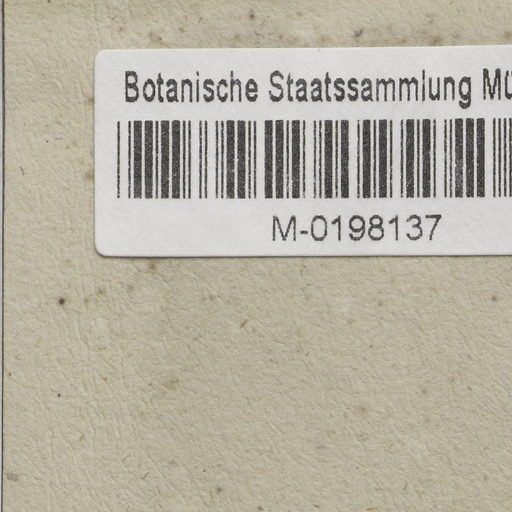 Botanische Staatssammlung Mü
M-0198137